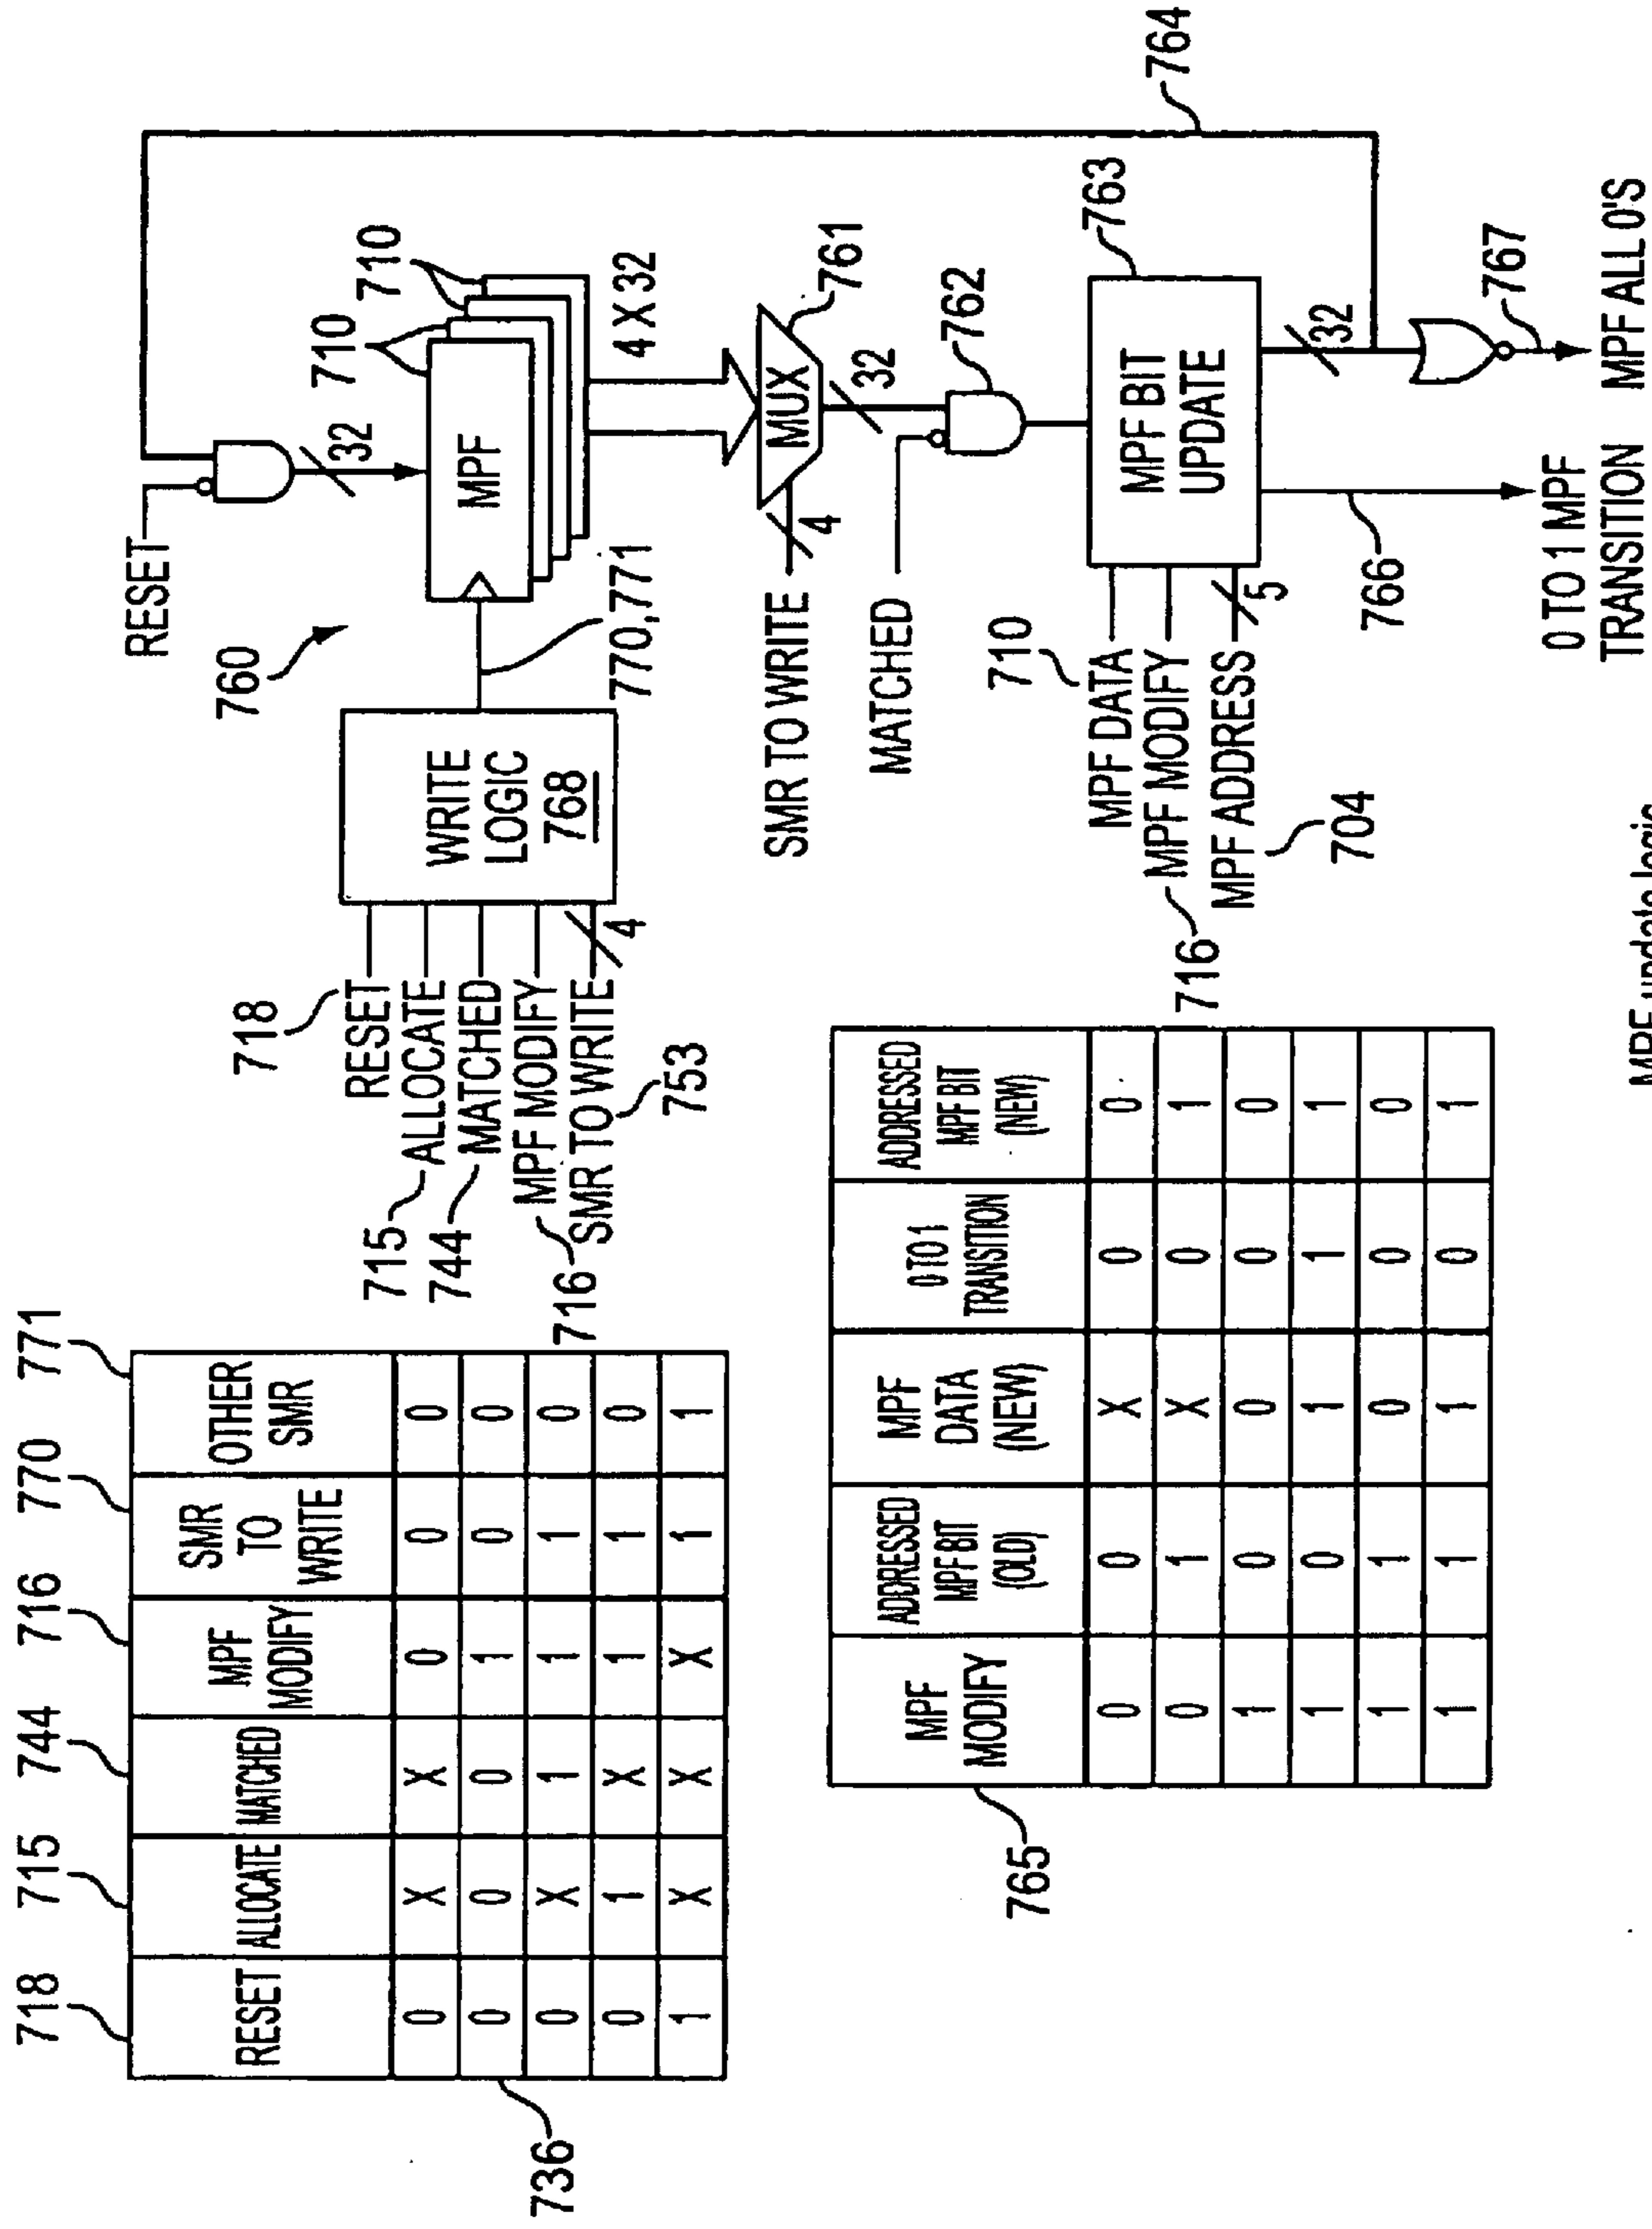 718
715
744
716
770
771
RESET
ALLOCATE
MATCHED
MPF
MODIFY
SMR
TO
WRITE
OTHER
SMR
0 X X 0 0 0
0 0 0 1 0 0
0 X 1 1 1 0
0 1 X 1 1 0
1 X X X 1 1
736
718
RESET
715 ALLOCATE
744 MATCHED
716 MPF MODIFY
SMR TO WRITE
753
4
WRITE
LOGIC
768
760
770,771
RESET
32
MPF
710
710
4 X 32
SMR TO WRITE
4
MUX
761
32
MATCHED
762
710
MPF DATA
716 MPF MODIFY
MPF ADDRESS
704
5
MPF BIT
UPDATE
763
764
32
766
767
0 TO 1 MPF
TRANSITION
MPF ALL 0'S
765
MPF
MODIFY
ADDRESSED
MPF BIT
(OLD)
MPF
DATA
(NEW)
0 TO 1
TRANSITION
ADDRESSED
MPF BIT
(NEW)
0 0 X 0 0
0 1 X 0 1
1 0 0 0 0
1 0 1 1 1
1 1 0 0 0
1 1 1 0 1
update logic